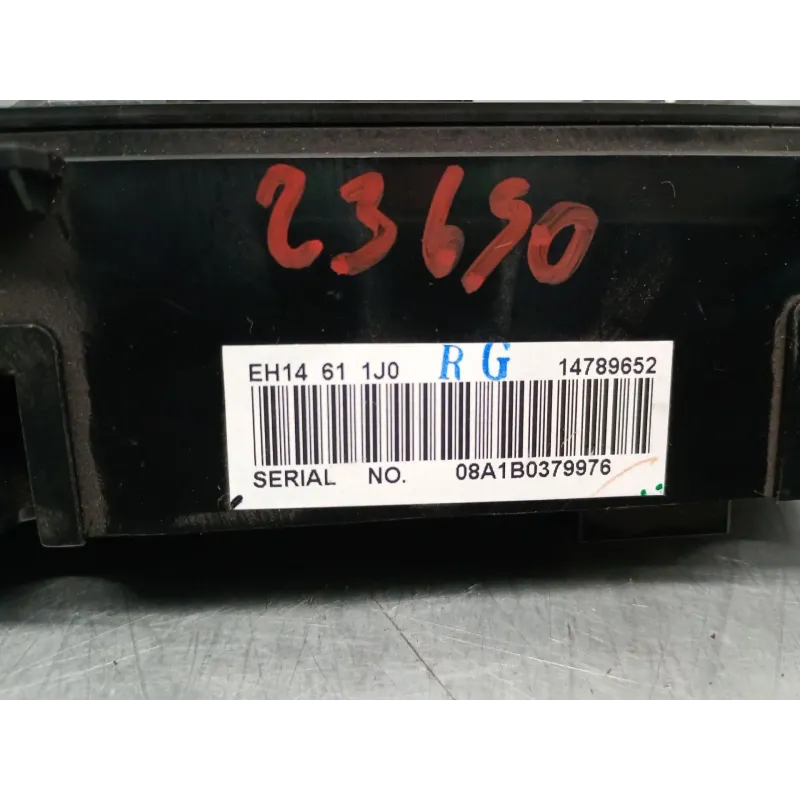 23690
EH14 61 1J0 RG 14789652
SERIAL NO. 08A1B0379976